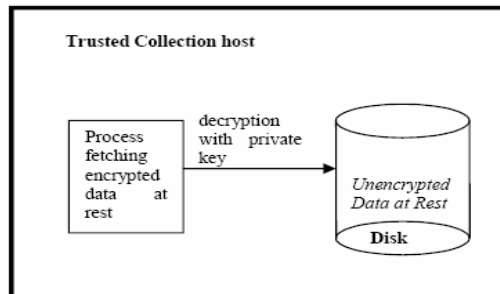 Trusted Collection host
Process
fetching
encrypted
data at
rest
decryption
with private
key
Unencrypted
Data at Rest
Disk